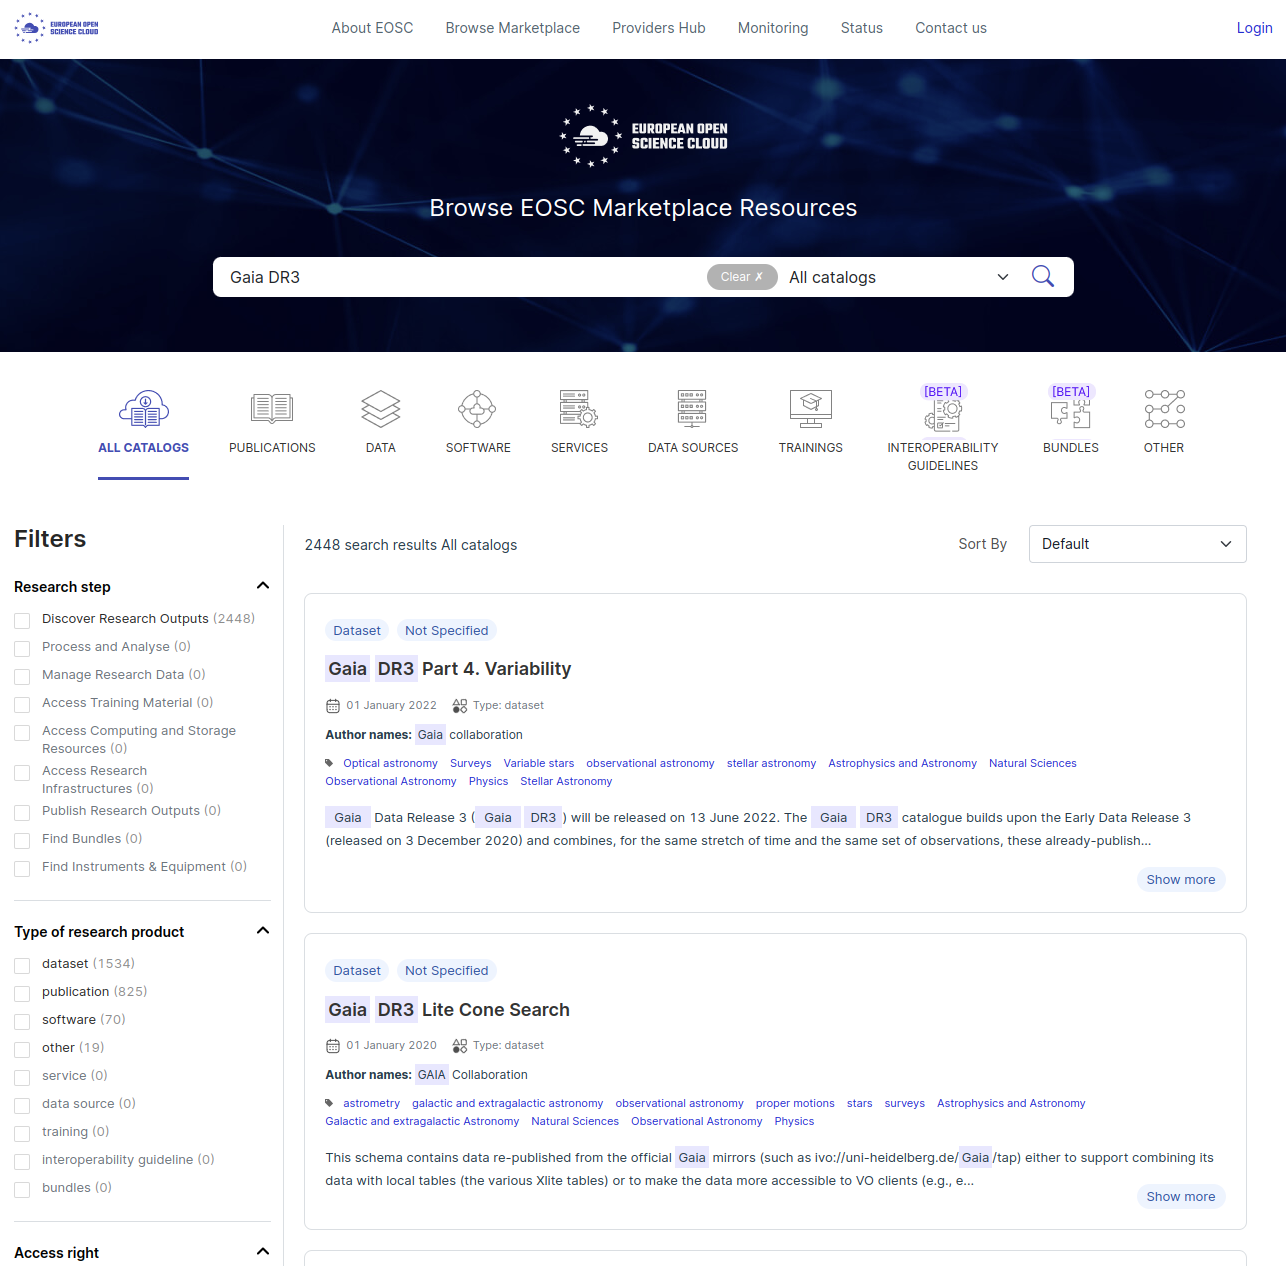 EUROPEAN OPEN
SCIENCE CLOUD
About EOSC Browse Marketplace Providers Hub Monitoring Status Contact us Login
EUROPEAN OPEN
SCIENCE CLOUD
Browse EOSC Marketplace Resources
Gaia DR3 Clear ✗ All catalogs
ALL CATALOGS PUBLICATIONS DATA SOFTWARE SERVICES DATA SOURCES TRAININGS [BETA] INTEROPERABILITY GUIDELINES [BETA] BUNDLES OTHER
Filters
Research step
Discover Research Outputs (2448)
Process and Analyse (0)
Manage Research Data (0)
Access Training Material (0)
Access Computing and Storage
Resources (0)
Access Research
Infrastructures (0)
Publish Research Outputs (0)
Find Bundles (0)
Find Instruments & Equipment (0)
Type of research product
dataset (1534)
publication (825)
software (70)
other (19)
service (0)
data source (0)
training (0)
interoperability guideline (0)
bundles (0)
Access right
2448 search results All catalogs
Sort By Default
Dataset Not Specified
Gaia DR3 Part 4. Variability
01 January 2022 Type: dataset
Author names: Gaia collaboration
Optical astronomy Surveys Variable stars observational astronomy stellar astronomy Astrophysics and Astronomy Natural Sciences
Observational Astronomy Physics Stellar Astronomy
Gaia Data Release 3 ( Gaia DR3 ) will be released on 13 June 2022. The Gaia DR3 catalogue builds upon the Early Data Release 3
(released on 3 December 2020) and combines, for the same stretch of time and the same set of observations, these already-publish...
Show more
Dataset Not Specified
Gaia DR3 Lite Cone Search
01 January 2020 Type: dataset
Author names: GAIA Collaboration
astrometry galactic and extragalactic astronomy observational astronomy proper motions stars surveys Astrophysics and Astronomy
Galactic and extragalactic Astronomy Natural Sciences Observational Astronomy Physics
This schema contains data re-published from the official Gaia mirrors (such as ivo://uni-heidelberg.de/ Gaia /tap) either to support combining its
data with local tables (the various Xlite tables) or to make the data more accessible to VO clients (e.g., e...
Show more